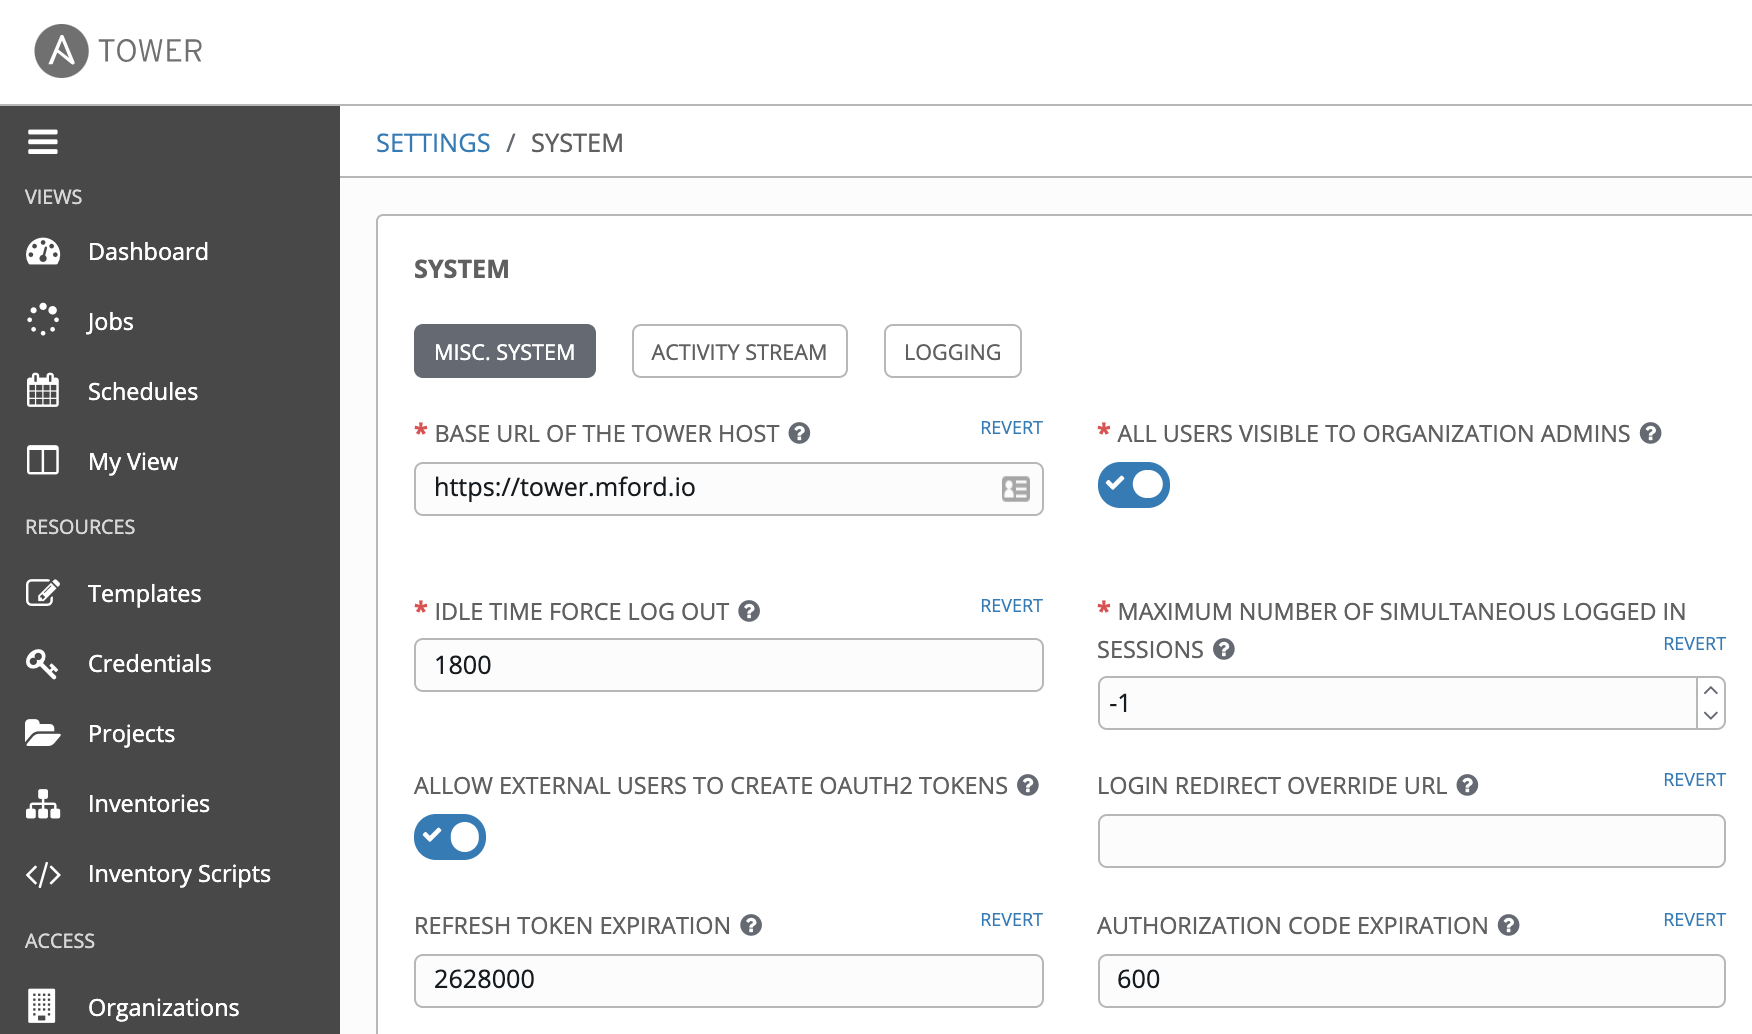 TOWER
SETTINGS / SYSTEM
VIEWS
Dashboard
Jobs
Schedules
My View
RESOURCES
Templates
Credentials
Projects
Inventories
Inventory Scripts
ACCESS
Organizations
SYSTEM
MISC. SYSTEM
ACTIVITY STREAM
LOGGING
* BASE URL OF THE TOWER HOST ?
REVERT
https://tower.mford.io
* ALL USERS VISIBLE TO ORGANIZATION ADMINS ?
* IDLE TIME FORCE LOG OUT ?
REVERT
1800
* MAXIMUM NUMBER OF SIMULTANEOUS LOGGED IN
SESSIONS ?
REVERT
-1
ALLOW EXTERNAL USERS TO CREATE OAUTH2 TOKENS ?
LOGIN REDIRECT OVERRIDE URL ?
REVERT
REFRESH TOKEN EXPIRATION ?
REVERT
2628000
AUTHORIZATION CODE EXPIRATION ?
REVERT
600